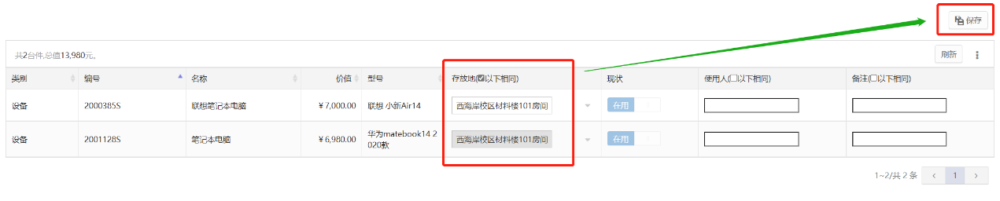 保存
共2台件,总值13,980元。
刷新
类别 编号 名称 价值 型号 存放地(以下相同) 现状 使用人(以下相同) 备注(以下相同)
设备 2000385S 联想笔记本电脑 ¥7,000.00 联想 小新Air14 西海岸校区材料楼101房间 在用
设备 2001128S 笔记本电脑 ¥6,980.00 华为matebook14 2
020款 西海岸校区材料楼101房间 在用
1~2/共 2 条 1